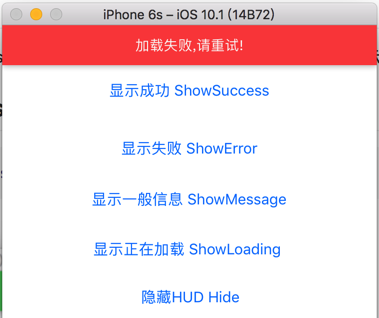 iPhone 6s – iOS 10.1 (14B72)
加载失败,请重试!
显示成功 ShowSuccess
显示失败 ShowError
显示一般信息 ShowMessage
显示正在加载 ShowLoading
隐藏HUD Hide